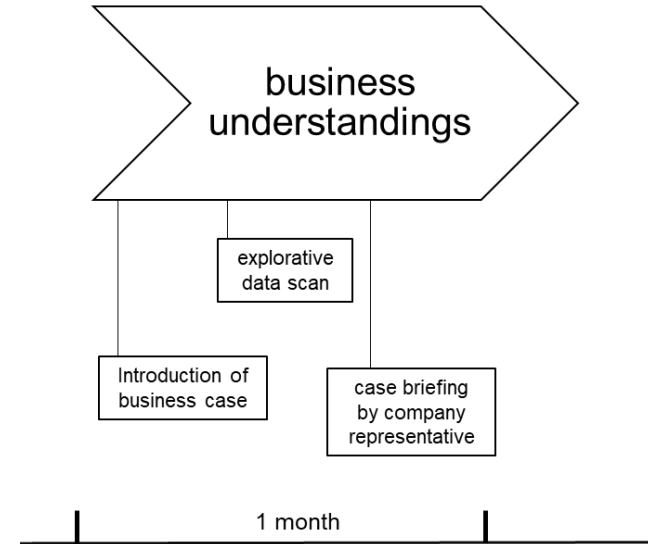 business
understandings
explorative
data scan
Introduction of
business case
case briefing
by company
representative
1 month